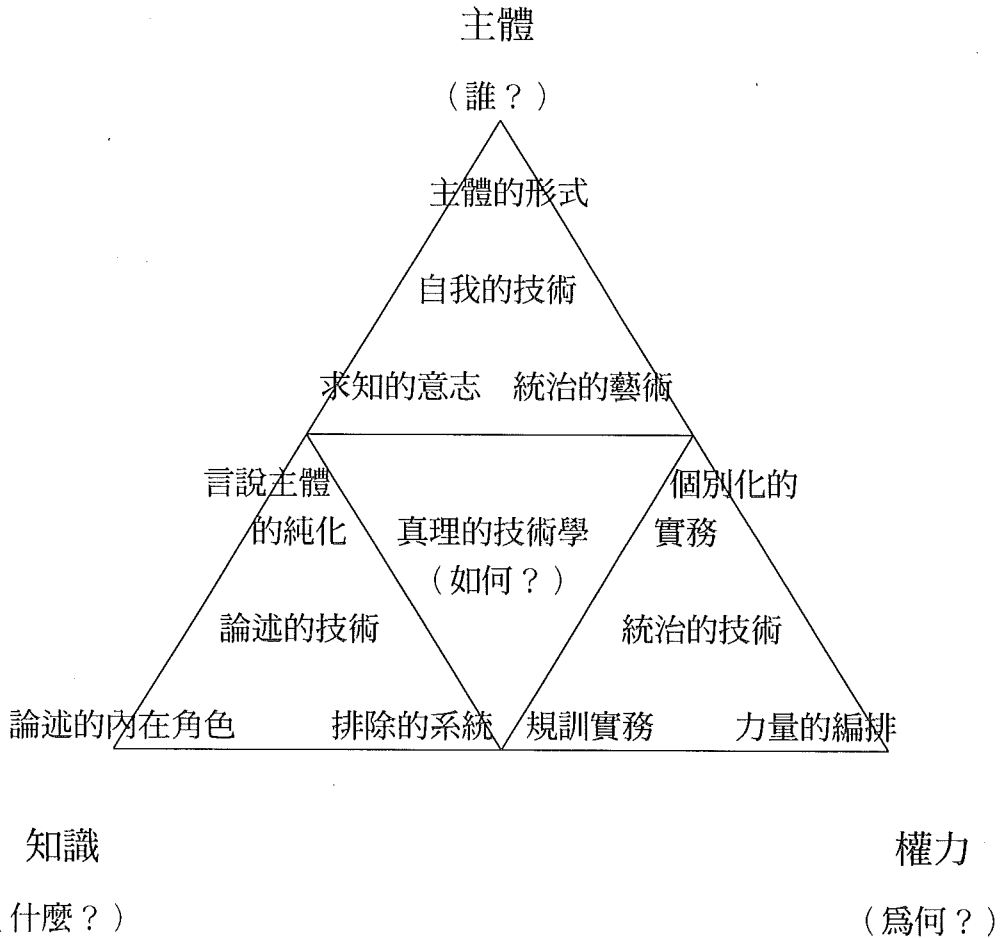 主體
（誰？）
主體的形式
自我的技術
求知的意志　統治的藝術
言說主體
的純化
真理的技術學
（如何？）
個別化的
實務
論述的技術
統治的技術
論述的內在角色
排除的系統
規訓實務
力量的編排
知識
（什麼？）
權力
（爲何？）